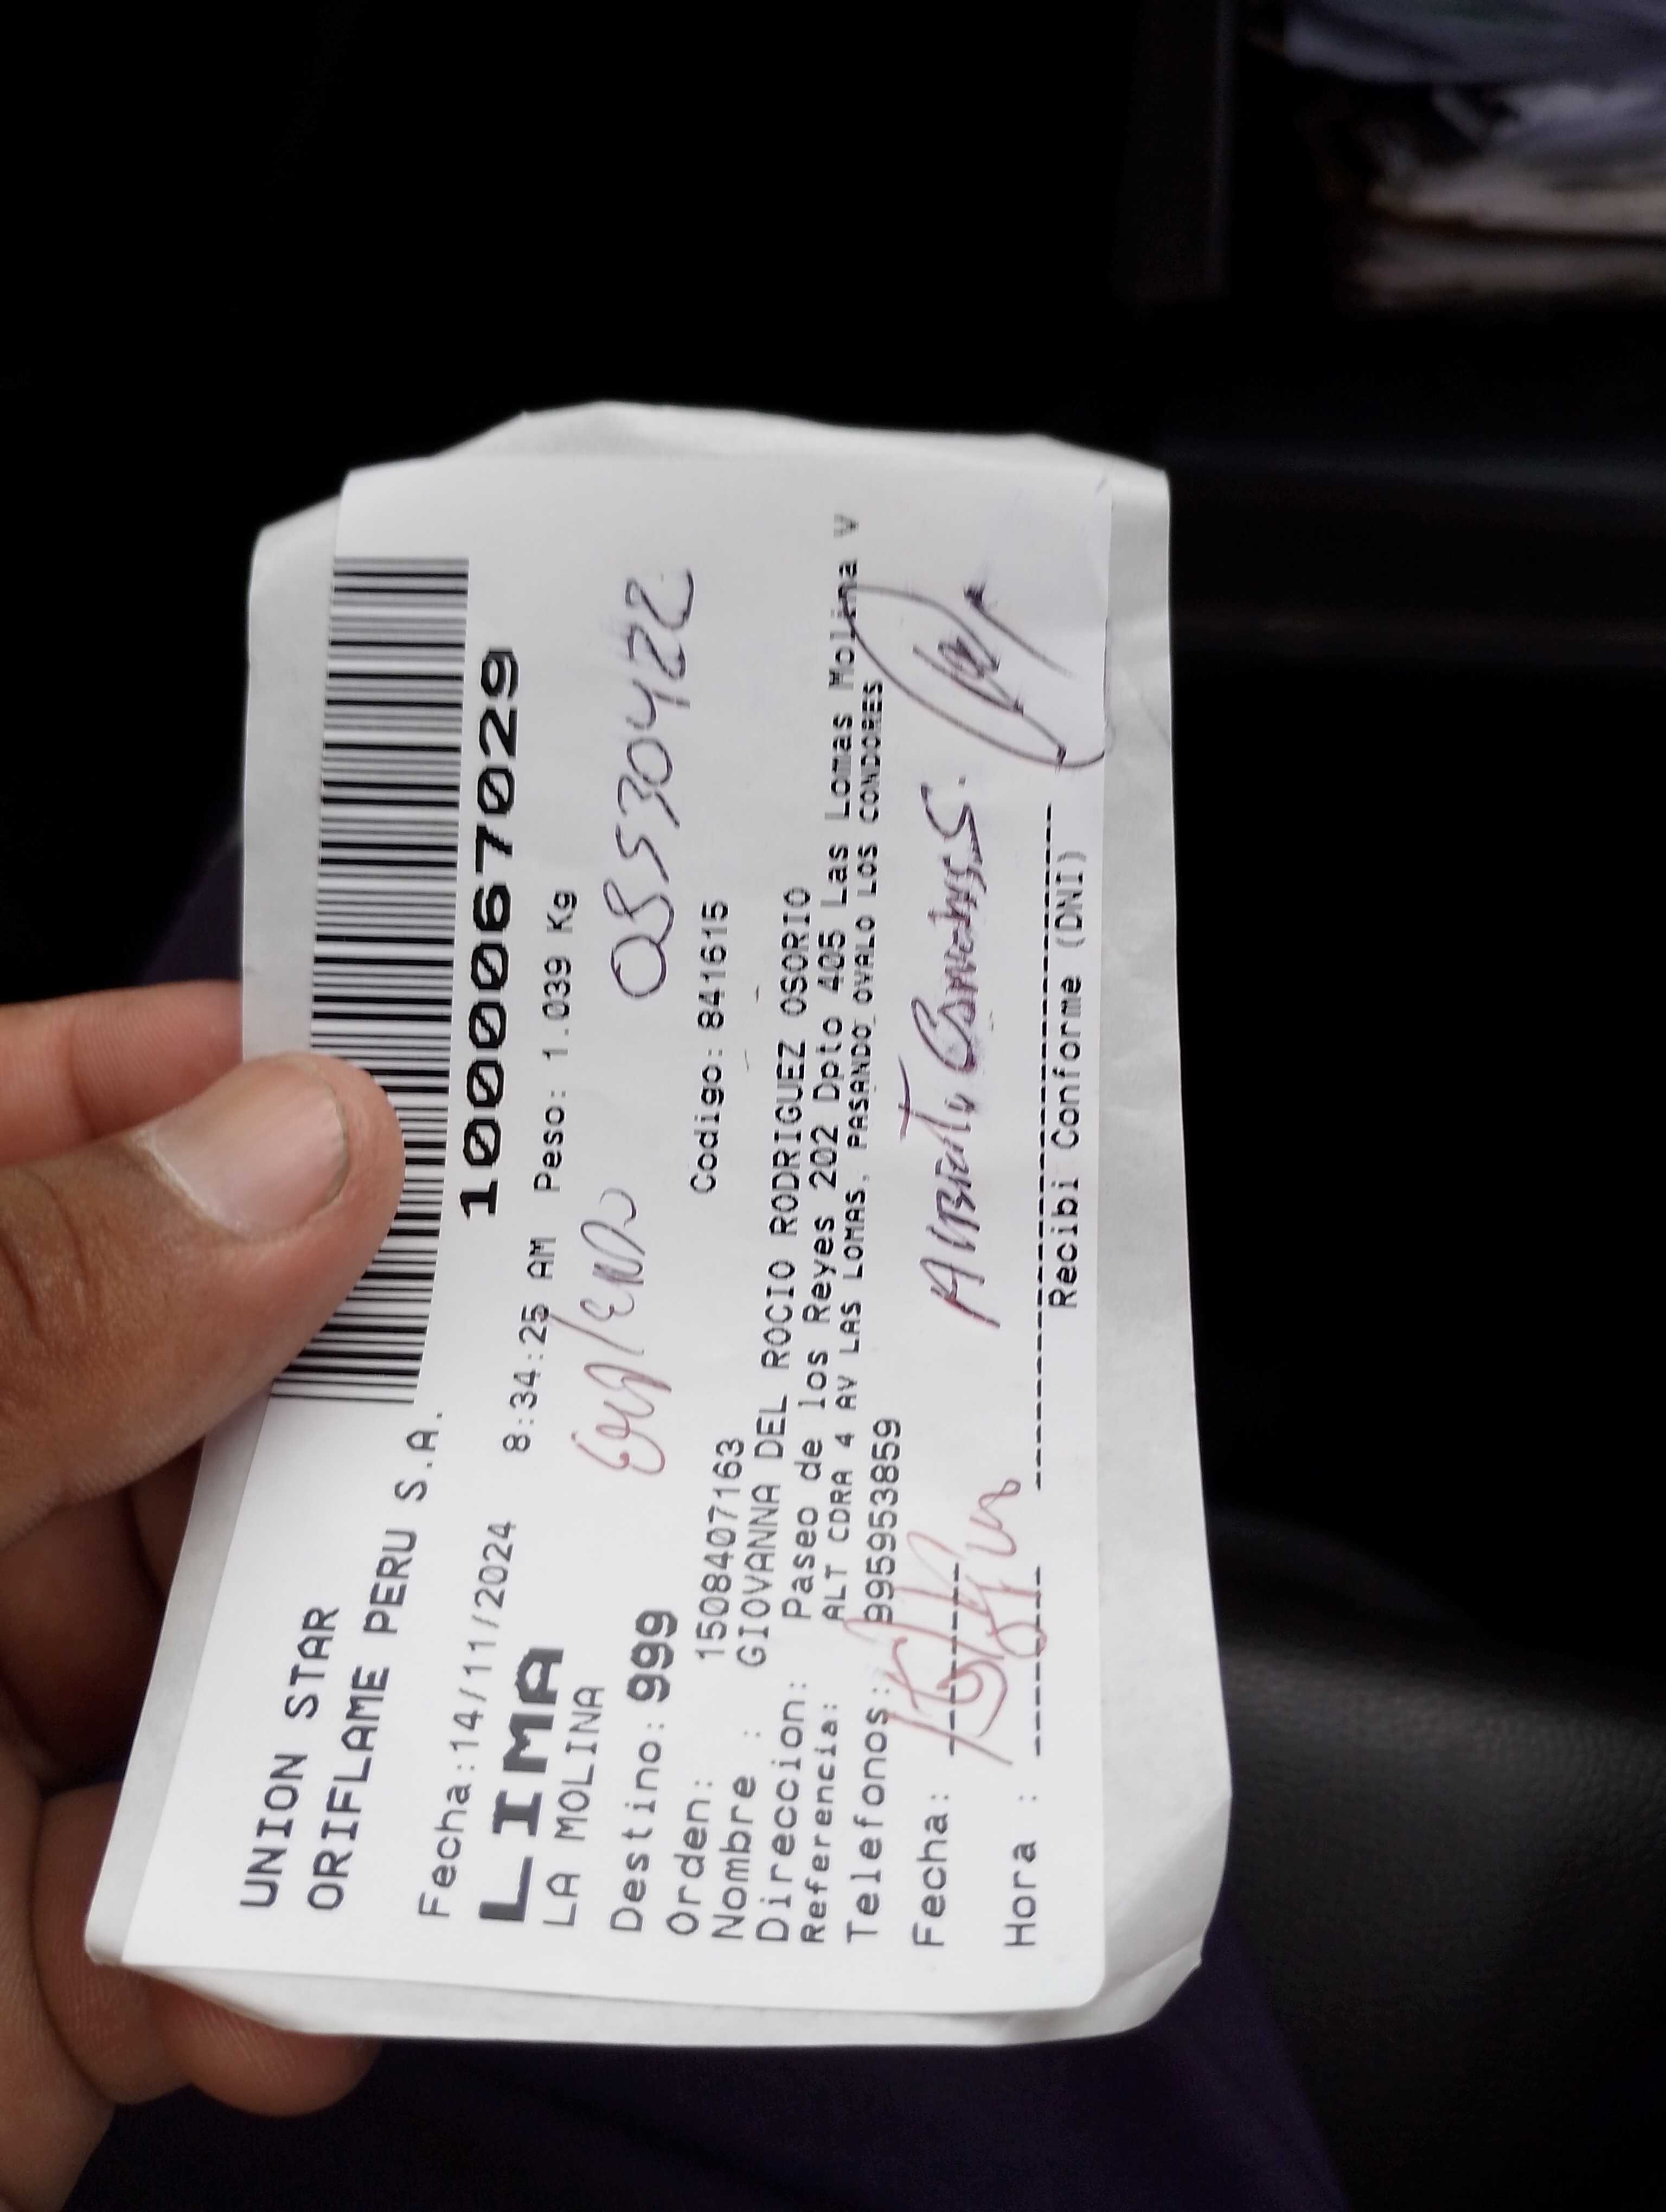 UNION STAR
ORIFLAME PERU S.A.
1000067029
Fecha:14/11/2024 8:34:25 AM Peso: 1.039 Kg
LIMA
LA MOLINA
08530422
Destino: 999
Orden: 1508407163 Codigo: 841615
Nombre : GIOVANNA DEL ROCIO RODRIGUEZ OSORIO
Direccion: Paseo de los Reyes 202 Dpto 405 Las Lomas Molina V
Referencia: ALT CDRA 4 AV LAS LOMAS, PASANDO OVALO LOS CONDORES
Telefonos: 995953859
Fecha:
Hora :
Recibi Conforme (DNI)